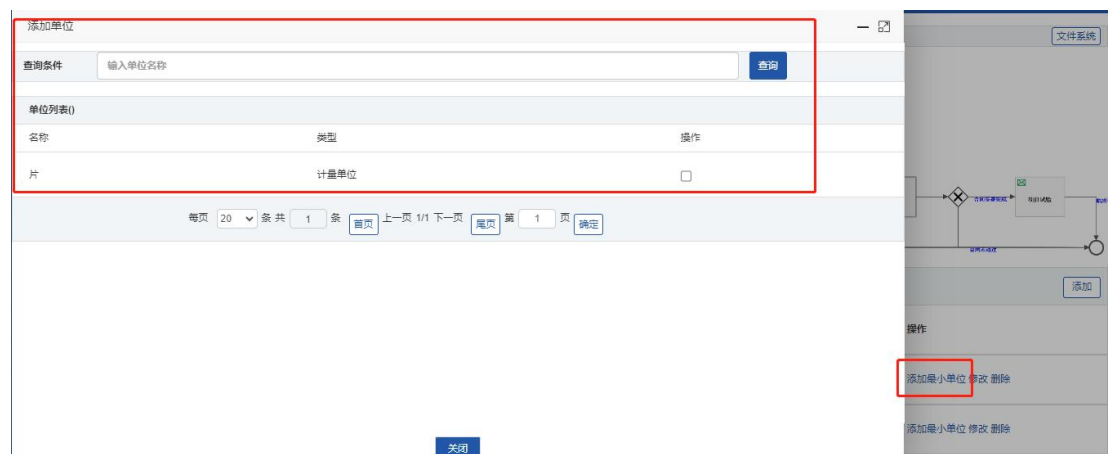 添加单位
文件系统
查询条件 输入单位名称 查询
单位列表()
名称 类型 操作
片 计量单位
每页 20 条 共 1 条 首页 上一页 1/1 下一页 尾页 第 1 页 确定
添加
操作
添加最小单位 修改 删除
添加最小单位 修改 删除
关闭